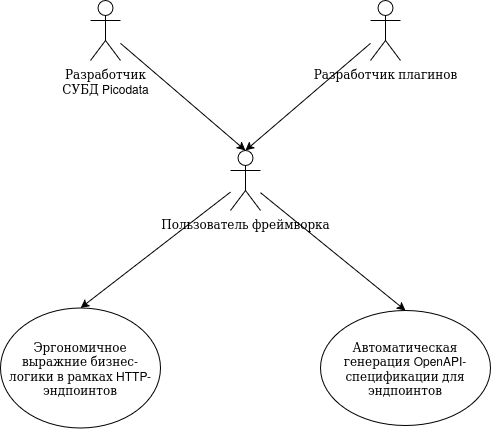 Разработчик
СУБД Picodata
Разработчик плагинов
Пользователь фреймворка
Эргономичное
выражние бизнес-
логики в рамках HTTP-
эндпоинтов
Автоматическая
генерация OpenAPI-
спецификации для
эндпоинтов